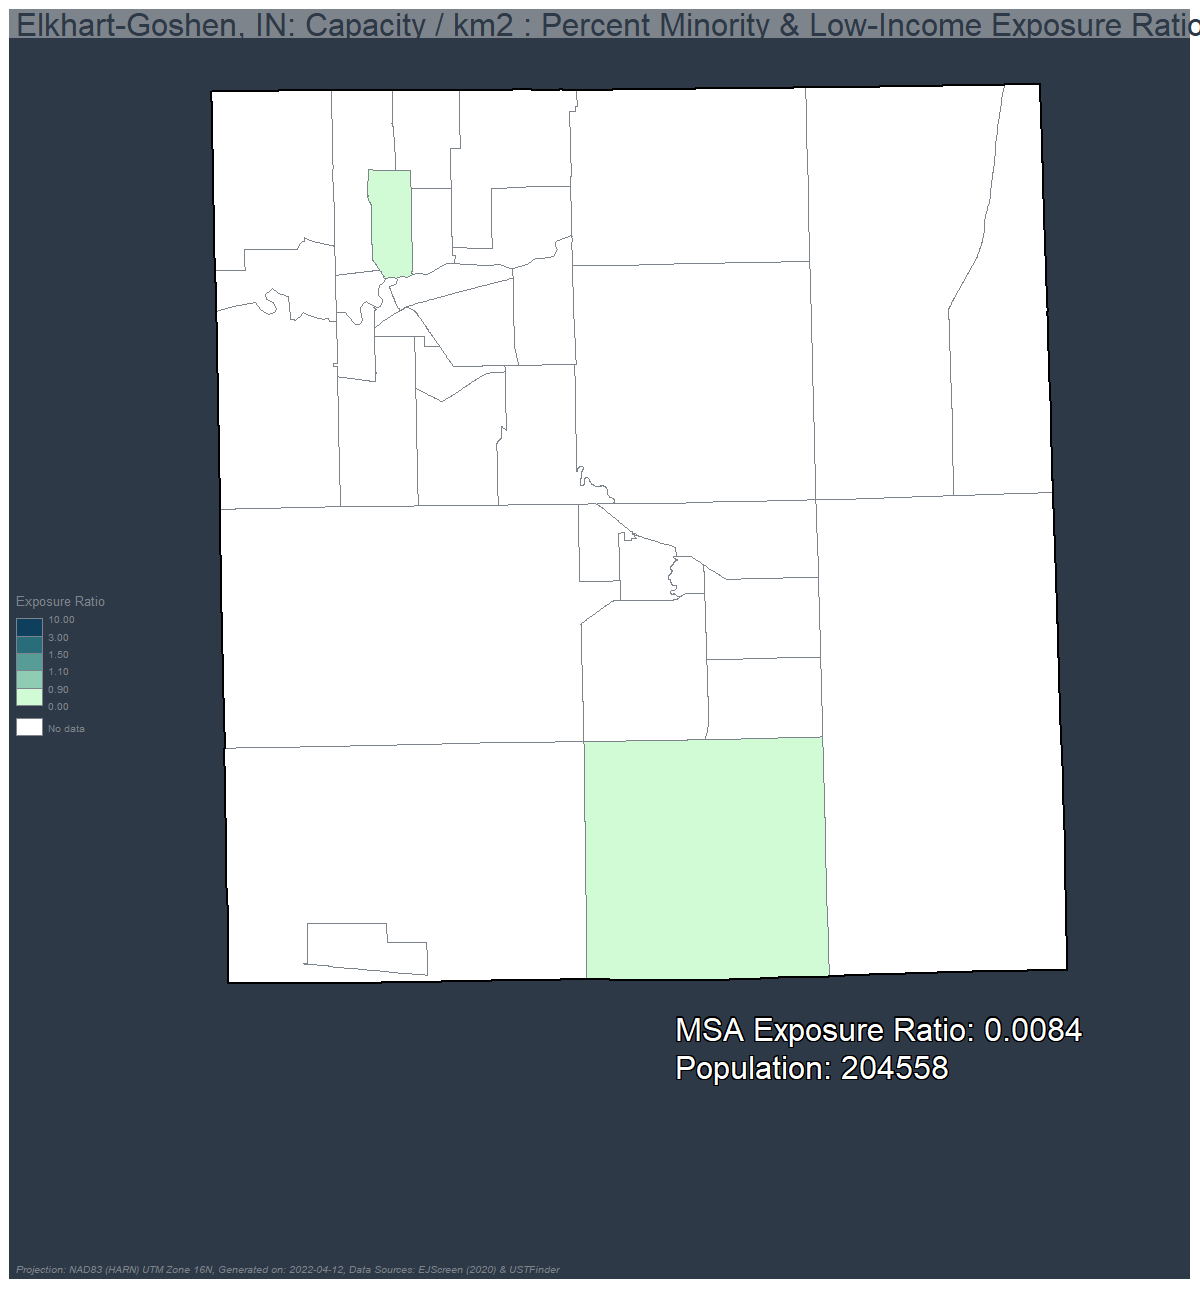 Elkhart-Goshen, IN: Capacity / km2 : Percent Minority & Low-Income Exposure Ratio
Exposure Ratio
10.00
3.00
1.50
1.10
0.90
0.00
No data
MSA Exposure Ratio: 0.0084
Population: 204558
Projection: NAD83 (HARN) UTM Zone 16N, Generated on: 2022-04-12, Data Sources: EJScreen (2020) & USTFinder